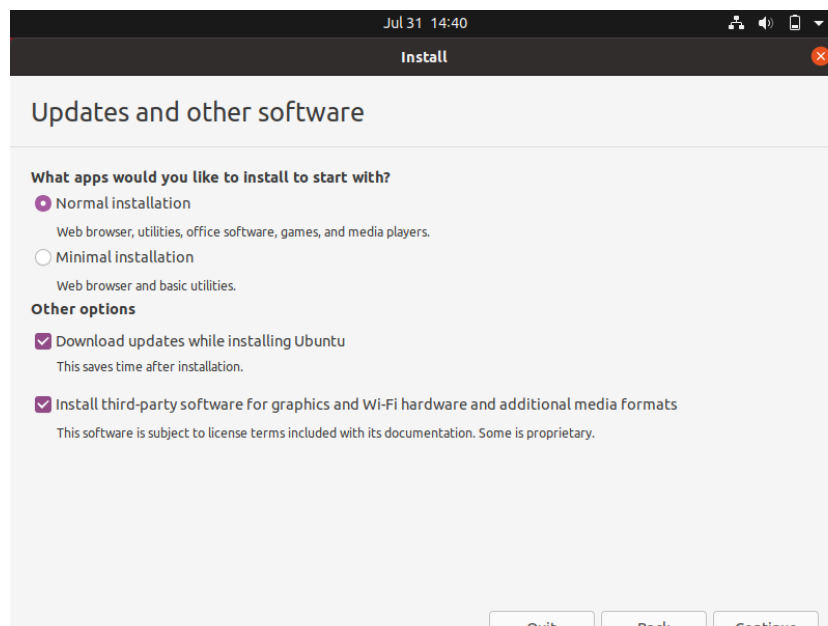 Jul 31 14:40
Install
Updates and other software
What apps would you like to install to start with?
Normal installation
Web browser, utilities, office software, games, and media players.
Minimal installation
Web browser and basic utilities.
Other options
Download updates while installing Ubuntu
This saves time after installation.
Install third-party software for graphics and Wi-Fi hardware and additional media formats
This software is subject to license terms included with its documentation. Some is proprietary.
Quit Back Continue